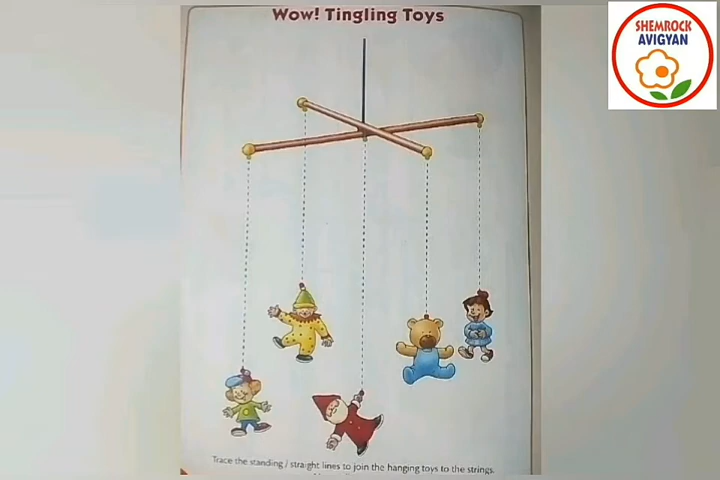 Wow! Tingling Toys
SHEMROCK
AVIGYAN
Trace the standing / straight lines to join the hanging toys to the strings.